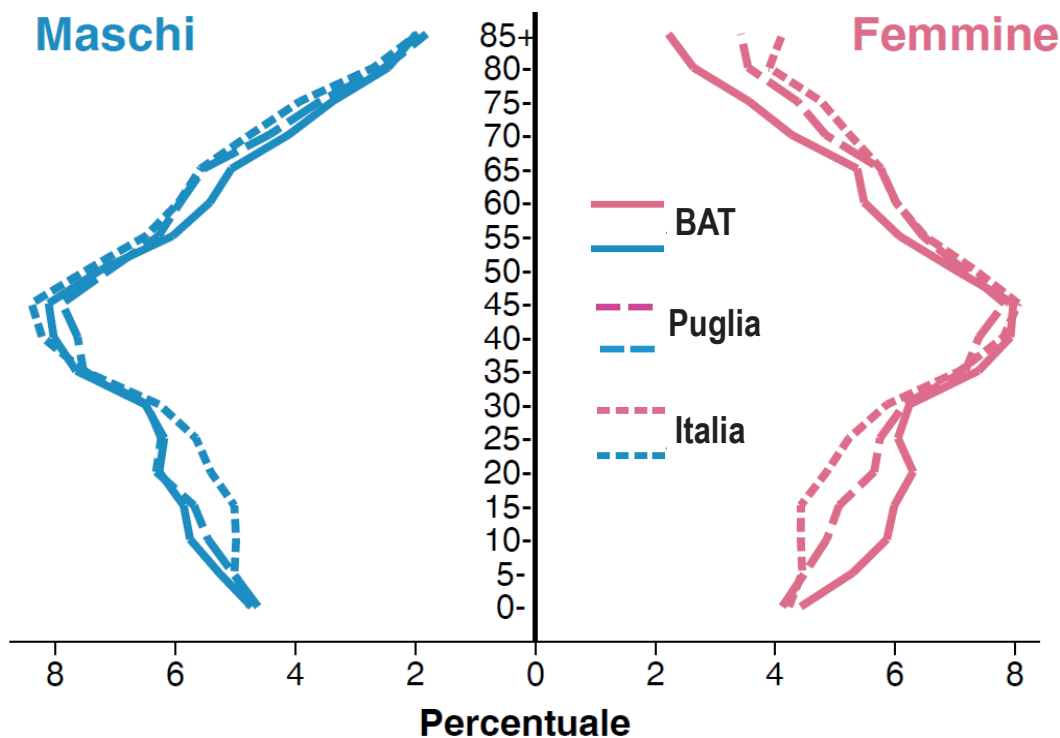 Maschi
Femmine
85+
80-
75-
70-
65-
60-
55-
50-
45-
40-
35-
30-
25-
20-
15-
10-
5-
0-
BAT
Puglia
Italia
8 6 4 2 0 2 4 6 8
Percentuale